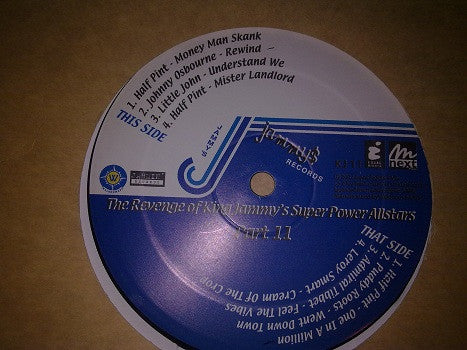 1. Half Pint - Money Man Skank
2. Johnny Osbourne - Rewind
3. Little John - Understand We
4. Half Pint - Mister Landlord
THIS SIDE
Jammy's
RECORDS
next
The Revenge of King Jammy's Super Power Allstars
Part 11
THAT SIDE
1. Half Pint - One In A Million
2. Puddy Roots - Went Down Town
3. Admiral Tibbet - Feel The Vibes
4. Leroy Smart - Cream Of The Crop